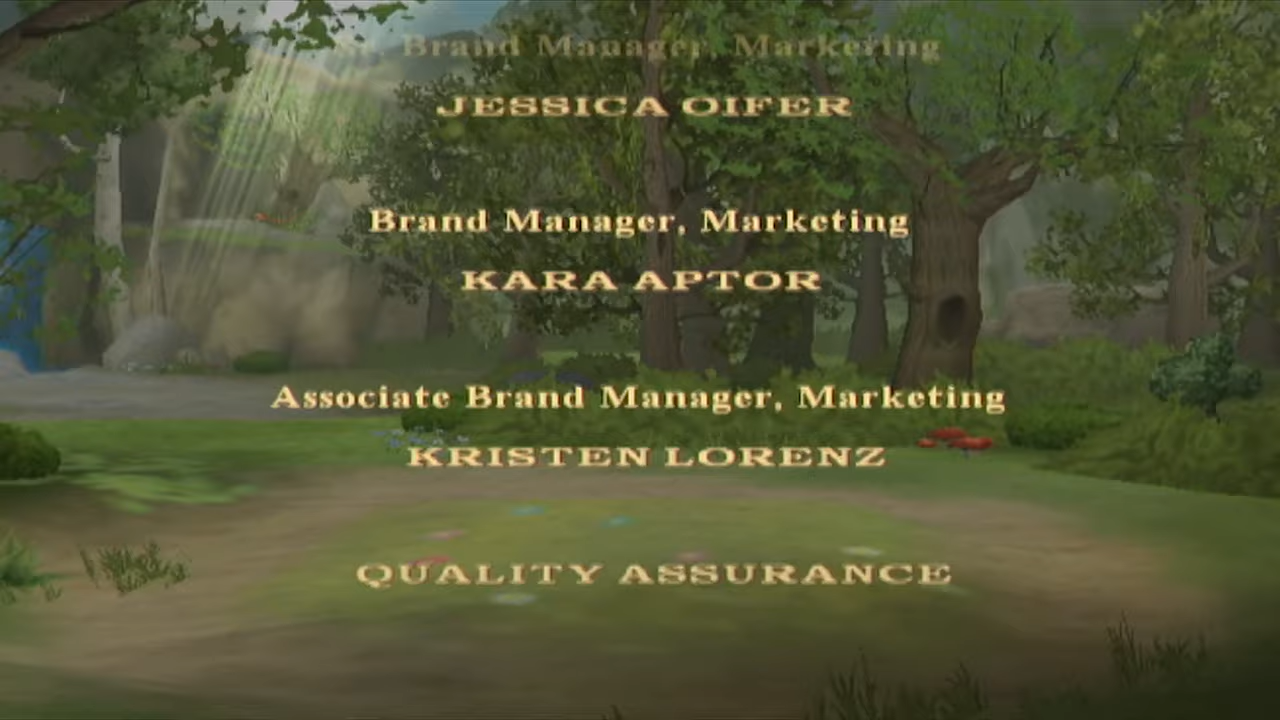 Brand Manager, Marketing
JESSICA OIFER
Brand Manager, Marketing
KARA APTOR
Associate Brand Manager, Marketing
KRISTEN LORENZ
QUALITY ASSURANCE